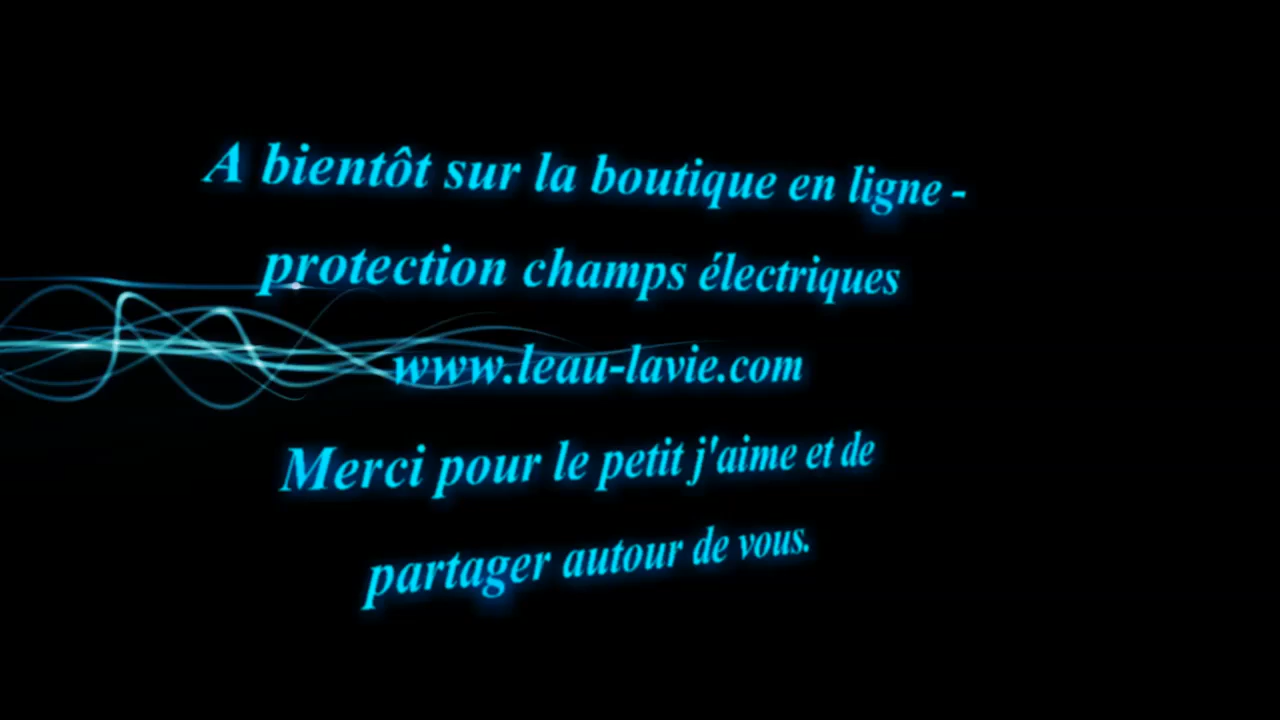 A bientôt sur la boutique en ligne -
protection champs électriques
www.leau-lavie.com
Merci pour le petit j'aime et de
partager autour de vous.